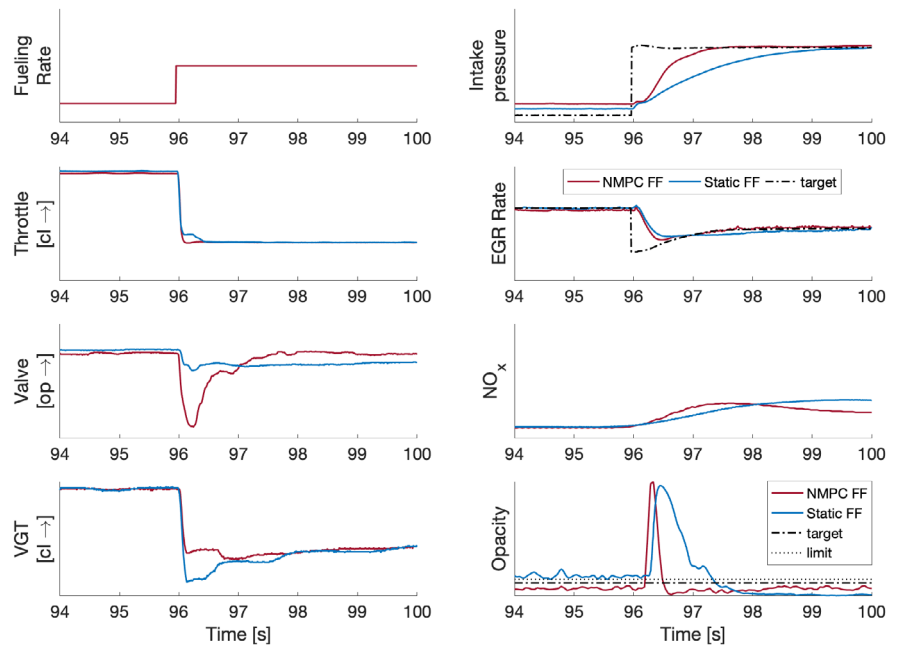 Fueling
Rate
94 95 96 97 98 99 100
Intake
pressure
94 95 96 97 98 99 100
Throttle
[cl →]
94 95 96 97 98 99 100
EGR Rate
NMPC FF Static FF target
94 95 96 97 98 99 100
Valve
[op →]
94 95 96 97 98 99 100
NOx
94 95 96 97 98 99 100
VGT
[cl →]
94 95 96 97 98 99 100
Time [s]
Opacity
NMPC FF
Static FF
target
limit
94 95 96 97 98 99 100
Time [s]